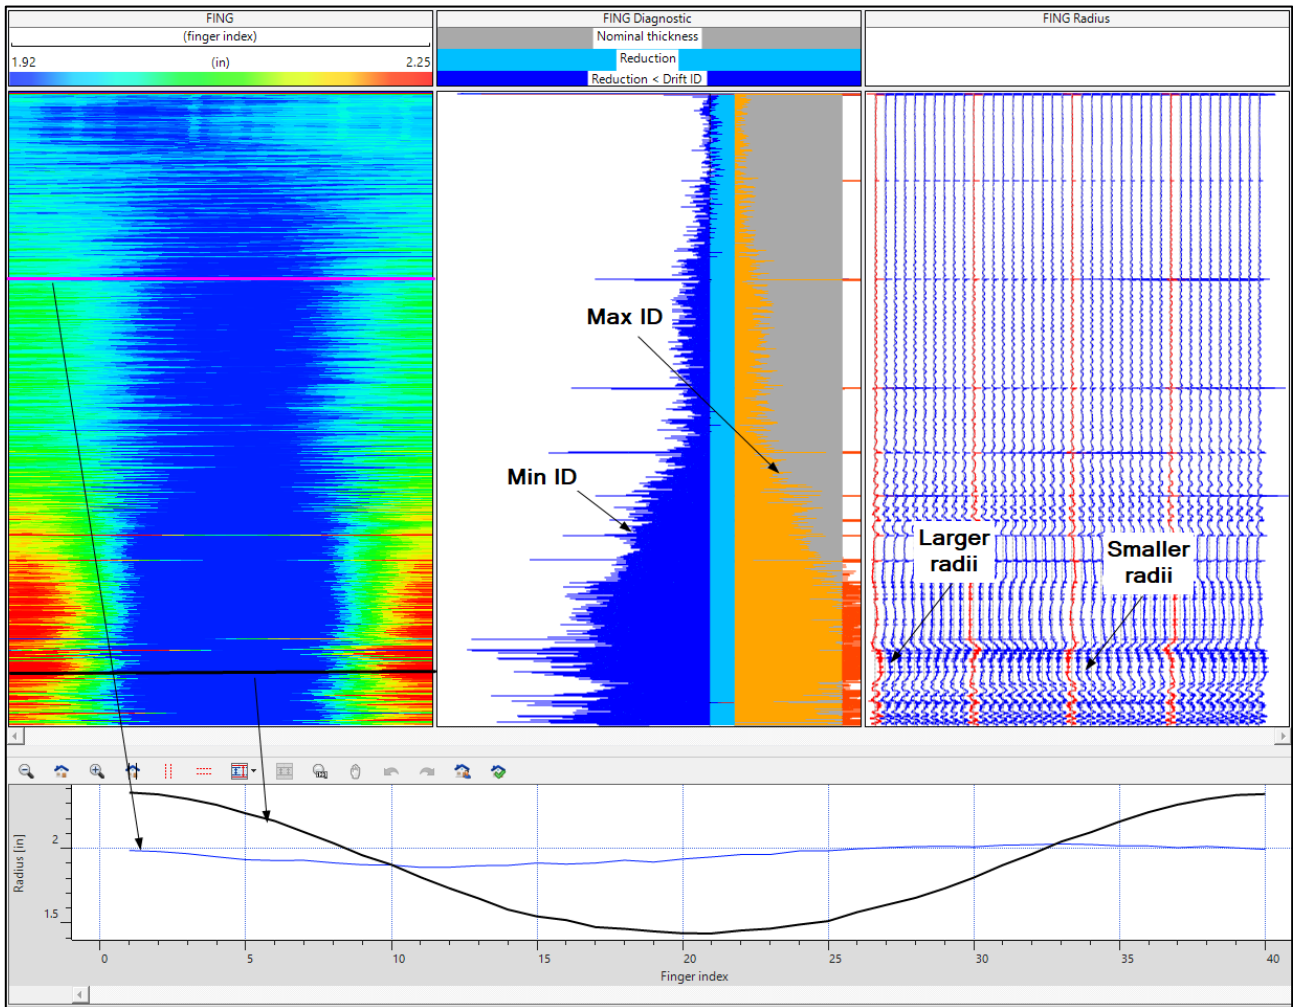 FING
(finger index)
1.92 (in) 2.25
FING Diagnostic
Nominal thickness
Reduction
Reduction < Drift ID
FING Radius
Max ID
Min ID
Larger
radii
Smaller
radii
Radius [in]
2
1.5
0 5 10 15 20 25 30 35 40
Finger index